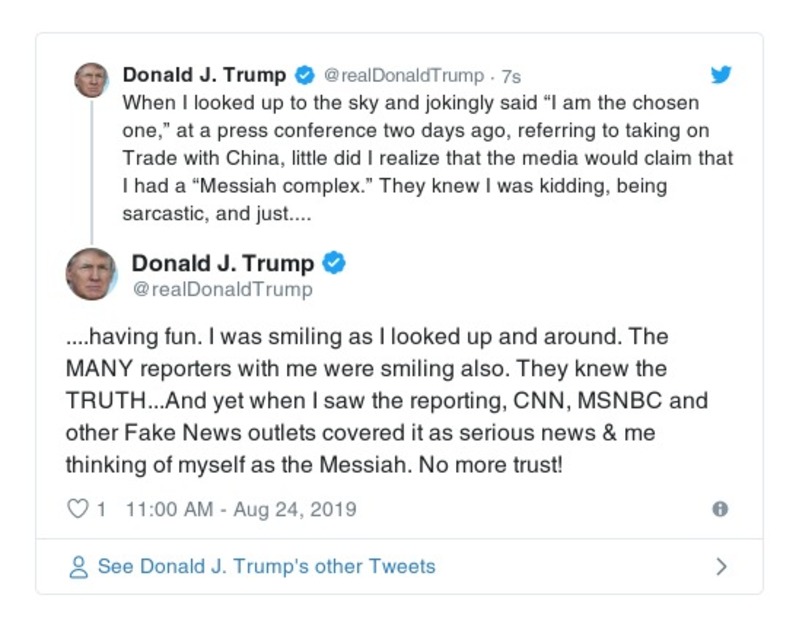 Donald J. Trump @realDonaldTrump · 7s
When I looked up to the sky and jokingly said “I am the chosen
one,” at a press conference two days ago, referring to taking on
Trade with China, little did I realize that the media would claim that
I had a “Messiah complex.” They knew I was kidding, being
sarcastic, and just....
Donald J. Trump
@realDonaldTrump
....having fun. I was smiling as I looked up and around. The
MANY reporters with me were smiling also. They knew the
TRUTH...And yet when I saw the reporting, CNN, MSNBC and
other Fake News outlets covered it as serious news & me
thinking of myself as the Messiah. No more trust!
1 11:00 AM - Aug 24, 2019
See Donald J. Trump's other Tweets